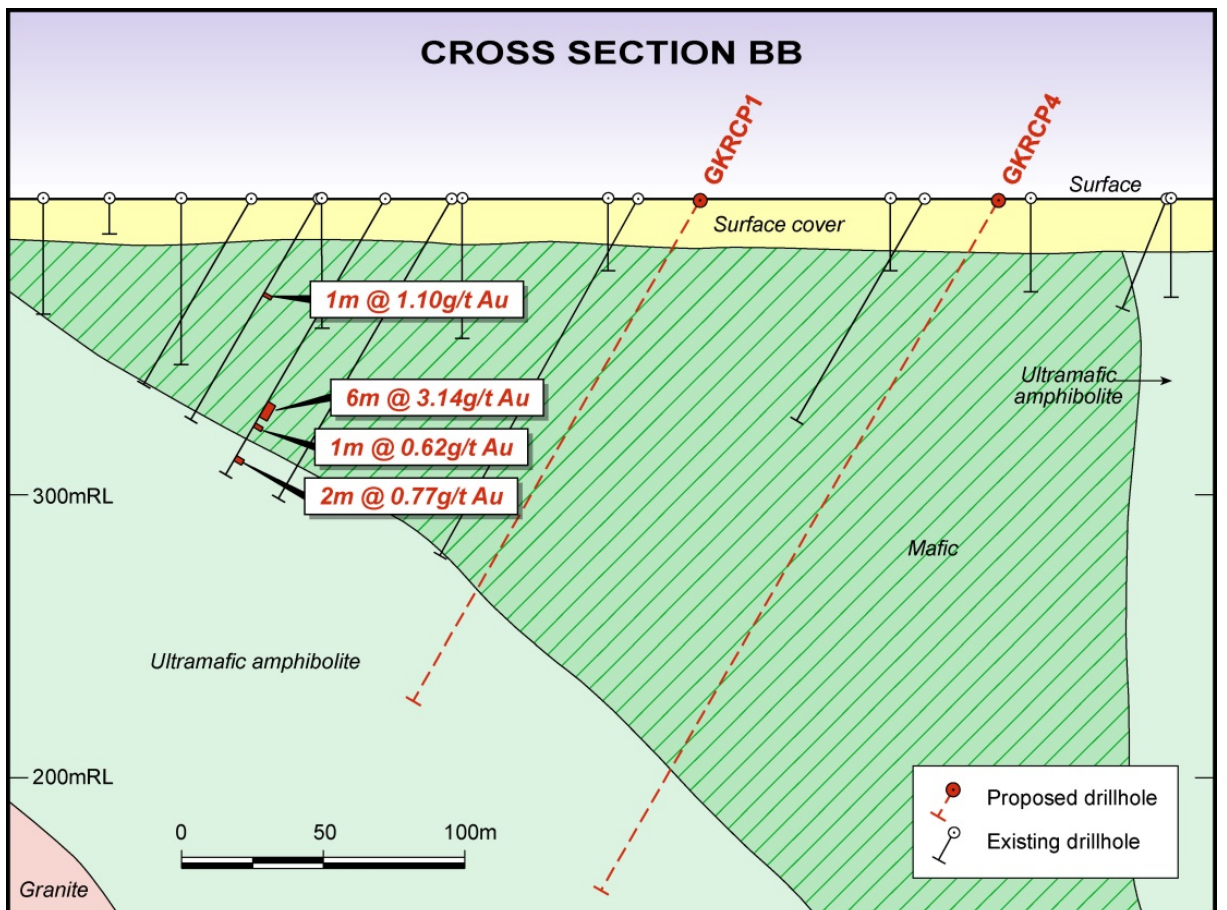 CROSS SECTION BB
GKRCP1
GKRCP4
Surface
Surface cover
1m @ 1.10g/t Au
Ultramafic
amphibolite
6m @ 3.14g/t Au
1m @ 0.62g/t Au
2m @ 0.77g/t Au
300mRL
Mafic
Ultramafic amphibolite
200mRL
0 50 100m
Proposed drillhole
Existing drillhole
Granite